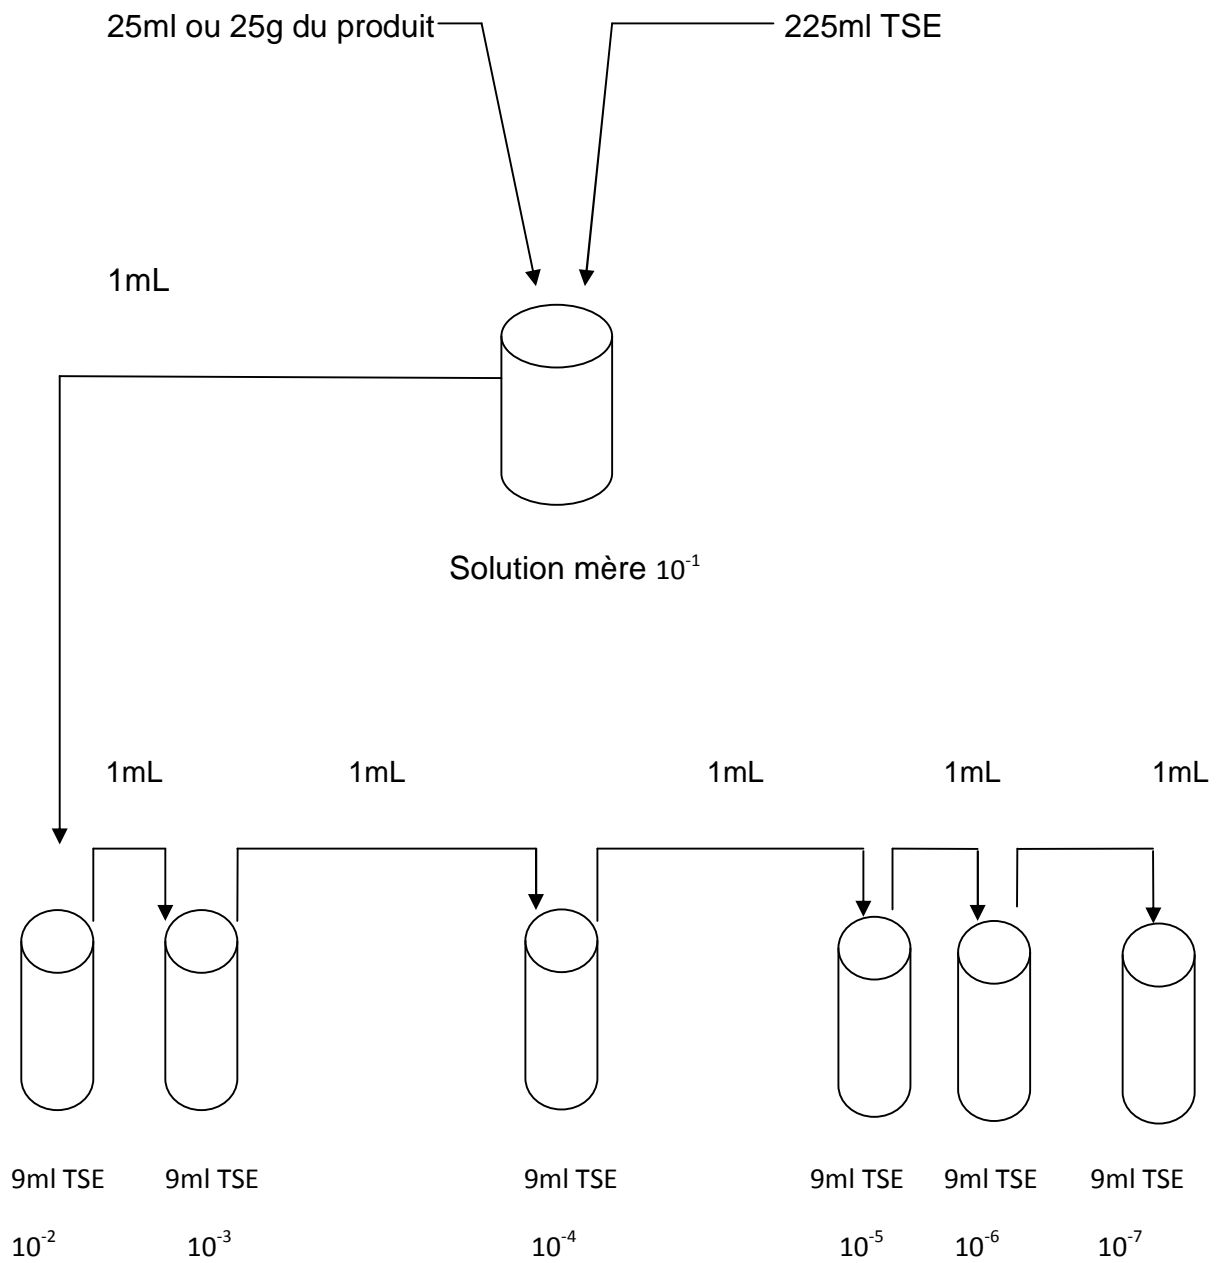 25ml ou 25g du produit 225ml TSE
1mL
Solution mère 10⁻¹
1mL 1mL 1mL 1mL 1mL
9ml TSE 9ml TSE 9ml TSE 9ml TSE 9ml TSE 9ml TSE
10⁻² 10⁻³ 10⁻⁴ 10⁻⁵ 10⁻⁶ 10⁻⁷